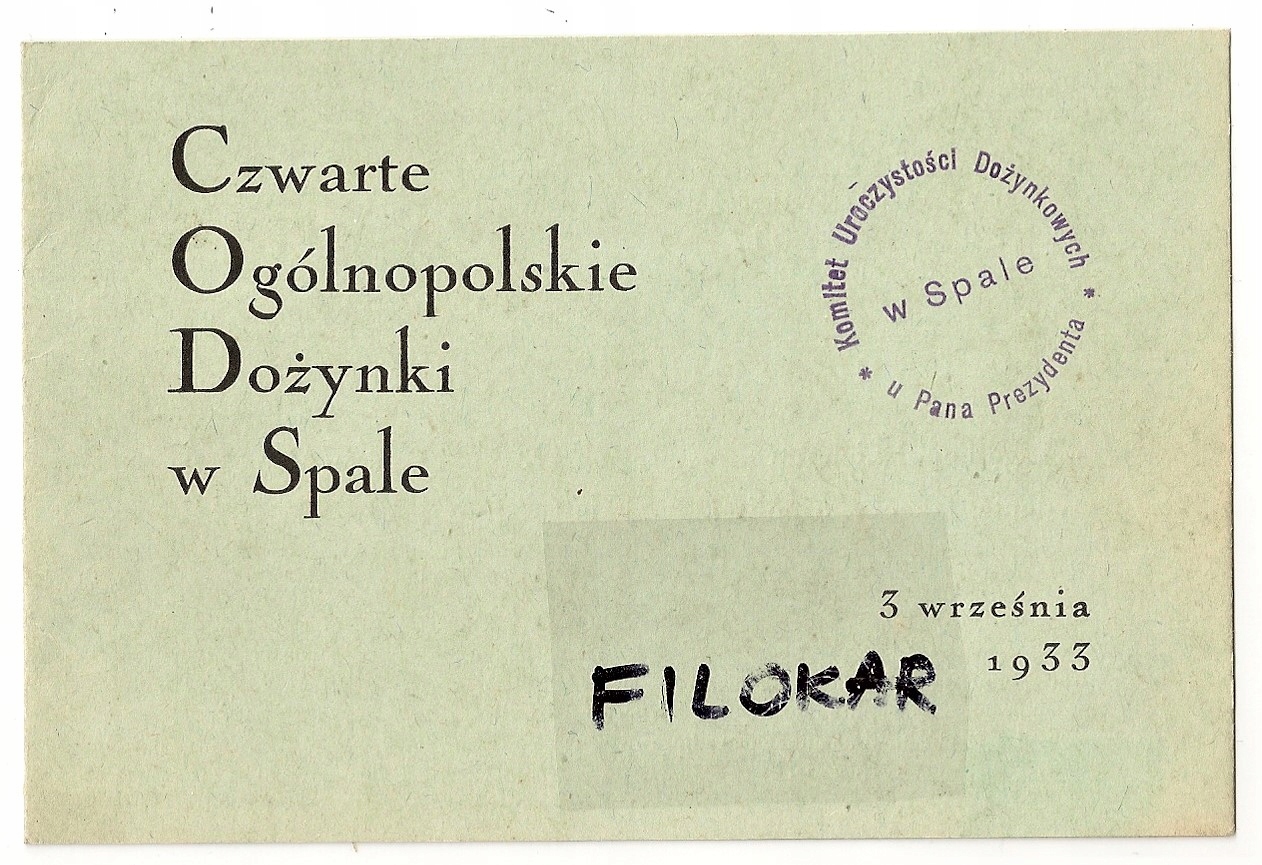 Czwarte
Ogólnopolskie
Dożynki
w Spale
* Komitet Uroczystości Dożynkowych *
w Spale
u Pana Prezydenta
3 września
1933
FILOKAR